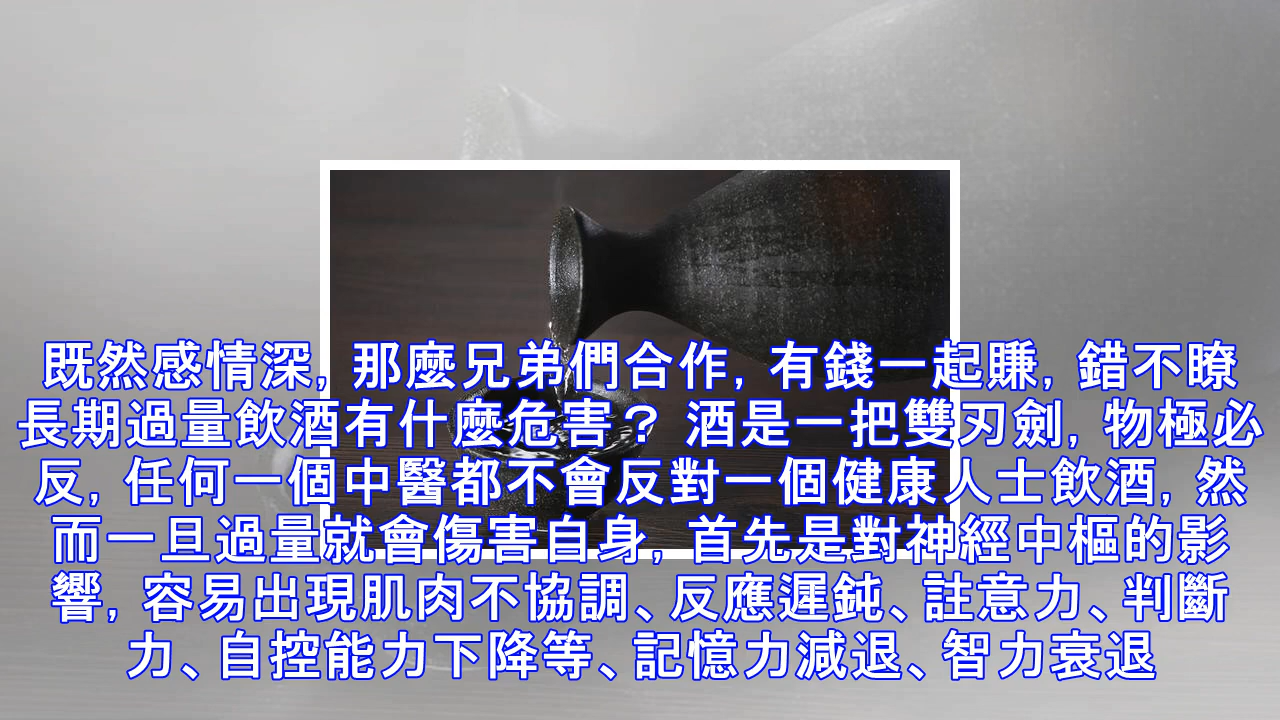 既然感情深, 那麼兄弟們合作, 有錢一起賺, 錯不瞭
長期過量飲酒有什麼危害？ 酒是一把雙刃劍, 物極必
反, 任何一個中醫都不會反對一個健康人士飲酒, 然
而一旦過量就會傷害自身, 首先是對神經中樞的影
響, 容易出現肌肉不協調、反應遲鈍、註意力、判斷
力、自控能力下降等、記憶力減退、智力衰退